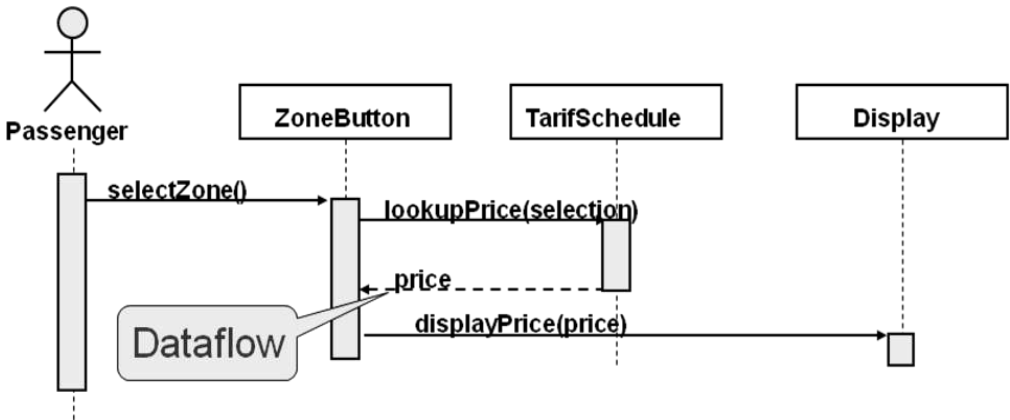 Passenger
ZoneButton
TarifSchedule
Display
selectZone()
lookupPrice(selection)
price
Dataflow
displayPrice(price)